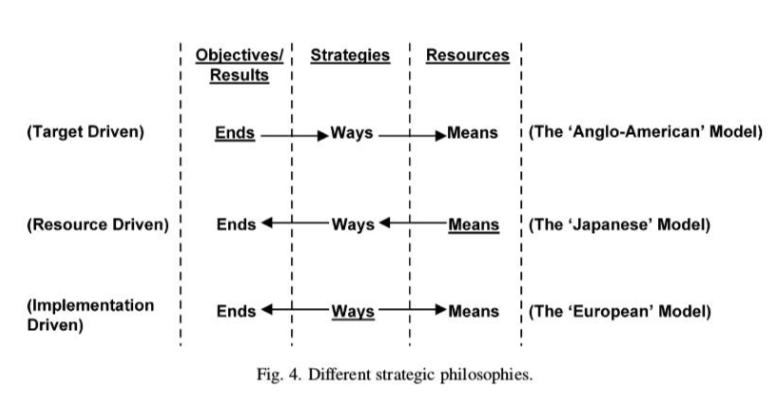 Objectives/ Strategies Resources
Results
(Target Driven) Ends Ways Means (The ‘Anglo-American’ Model)
(Resource Driven) Ends Ways Means (The ‘Japanese’ Model)
(Implementation
Driven) Ends Ways Means (The ‘European’ Model)
Fig. 4. Different strategic philosophies.